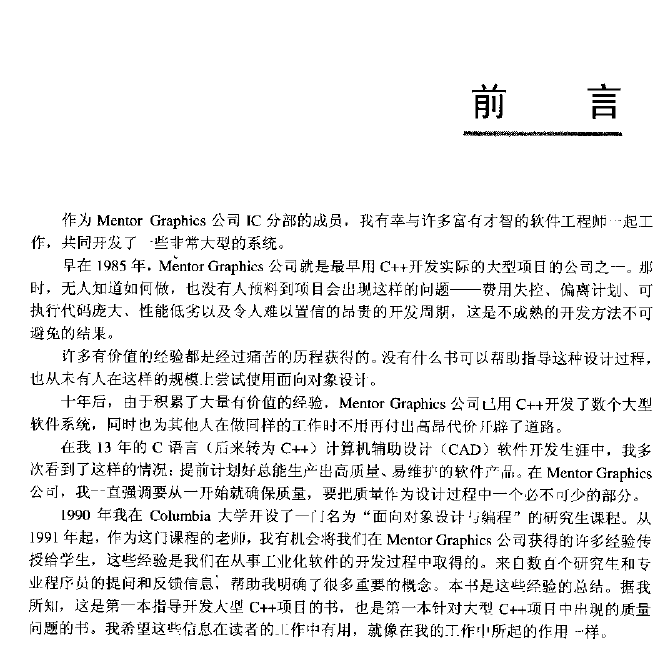 前 言
作为 Mentor Graphics 公司 IC 分部的成员，我有幸与许多富有才智的软件工程师一起工
作，共同开发了一些非常大型的系统。
早在 1985 年，Mentor Graphics 公司就是最早用 C++开发实际的大型项目的公司之一。那
时，无人知道如何做，也没有人预料到项目会出现这样的问题——费用失控、偏离计划、可
执行代码庞大、性能低劣以及令人难以置信的昂贵的开发周期，这是不成熟的开发方法不可
避免的结果。
许多有价值的经验都是经过痛苦的历程获得的。没有什么书可以帮助指导这种设计过程，
也从未有人在这样的规模上尝试使用面向对象设计。
十年后，由于积累了大量有价值的经验，Mentor Graphics 公司已用 C++开发了数个大型
软件系统，同时也为其他人在做同样的工作时不用再付出高昂代价开辟了道路。
在我 13 年的 C 语言（后来转为 C++）计算机辅助设计（CAD）软件开发生涯中，我多
次看到了这样的情况：提前计划好总能生产出高质量、易维护的软件产品。在 Mentor Graphics
公司，我一直强调要从一开始就确保质量，要把质量作为设计过程中一个必不可少的部分。
1990 年我在 Columbia 大学开设了一门名为“面向对象设计与编程”的研究生课程。从
1991 年起，作为这门课程的老师，我有机会将我们在 Mentor Graphics 公司获得的许多经验传
授给学生，这些经验是我们在从事工业化软件的开发过程中取得的。来自数百个研究生和专
业程序员的提问和反馈信息，帮助我明确了很多重要的概念。本书是这些经验的总结。据我
所知，这是第一本指导开发大型 C++项目的书，也是第一本针对大型 C++项目中出现的质量
问题的书。我希望这些信息在读者的工作中有用，就像在我的工作中所起的作用一样。